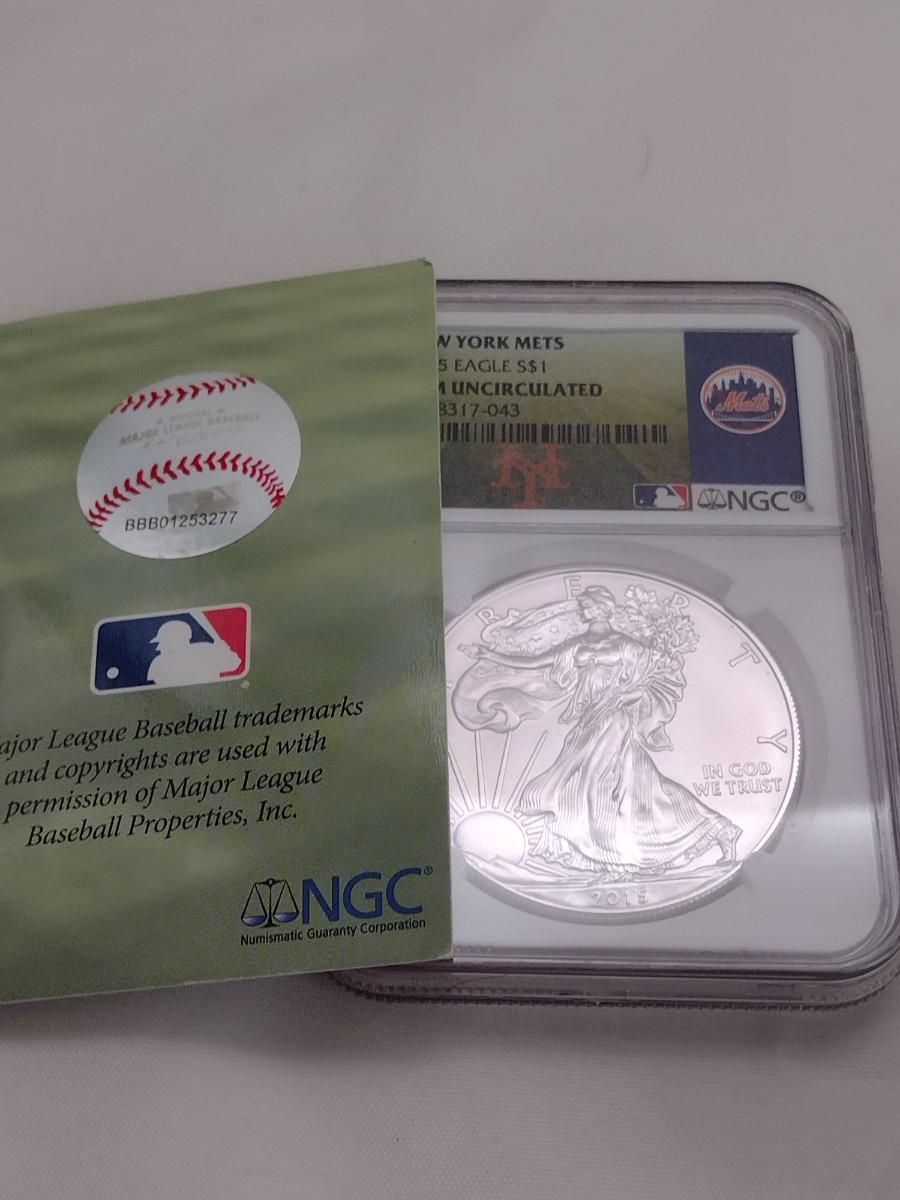 OFFICIAL
MAJOR LEAGUE BASEBALL
BBB01253277
ajor League Baseball trademarks
and copyrights are used with
permission of Major League
Baseball Properties, Inc.
NGC®
Numismatic Guaranty Corporation
W YORK METS
5 EAGLE S$1
M UNCIRCULATED
8317-043
Mets
NY
NGC®
BERTY
IN GOD
WE TRUST
2015